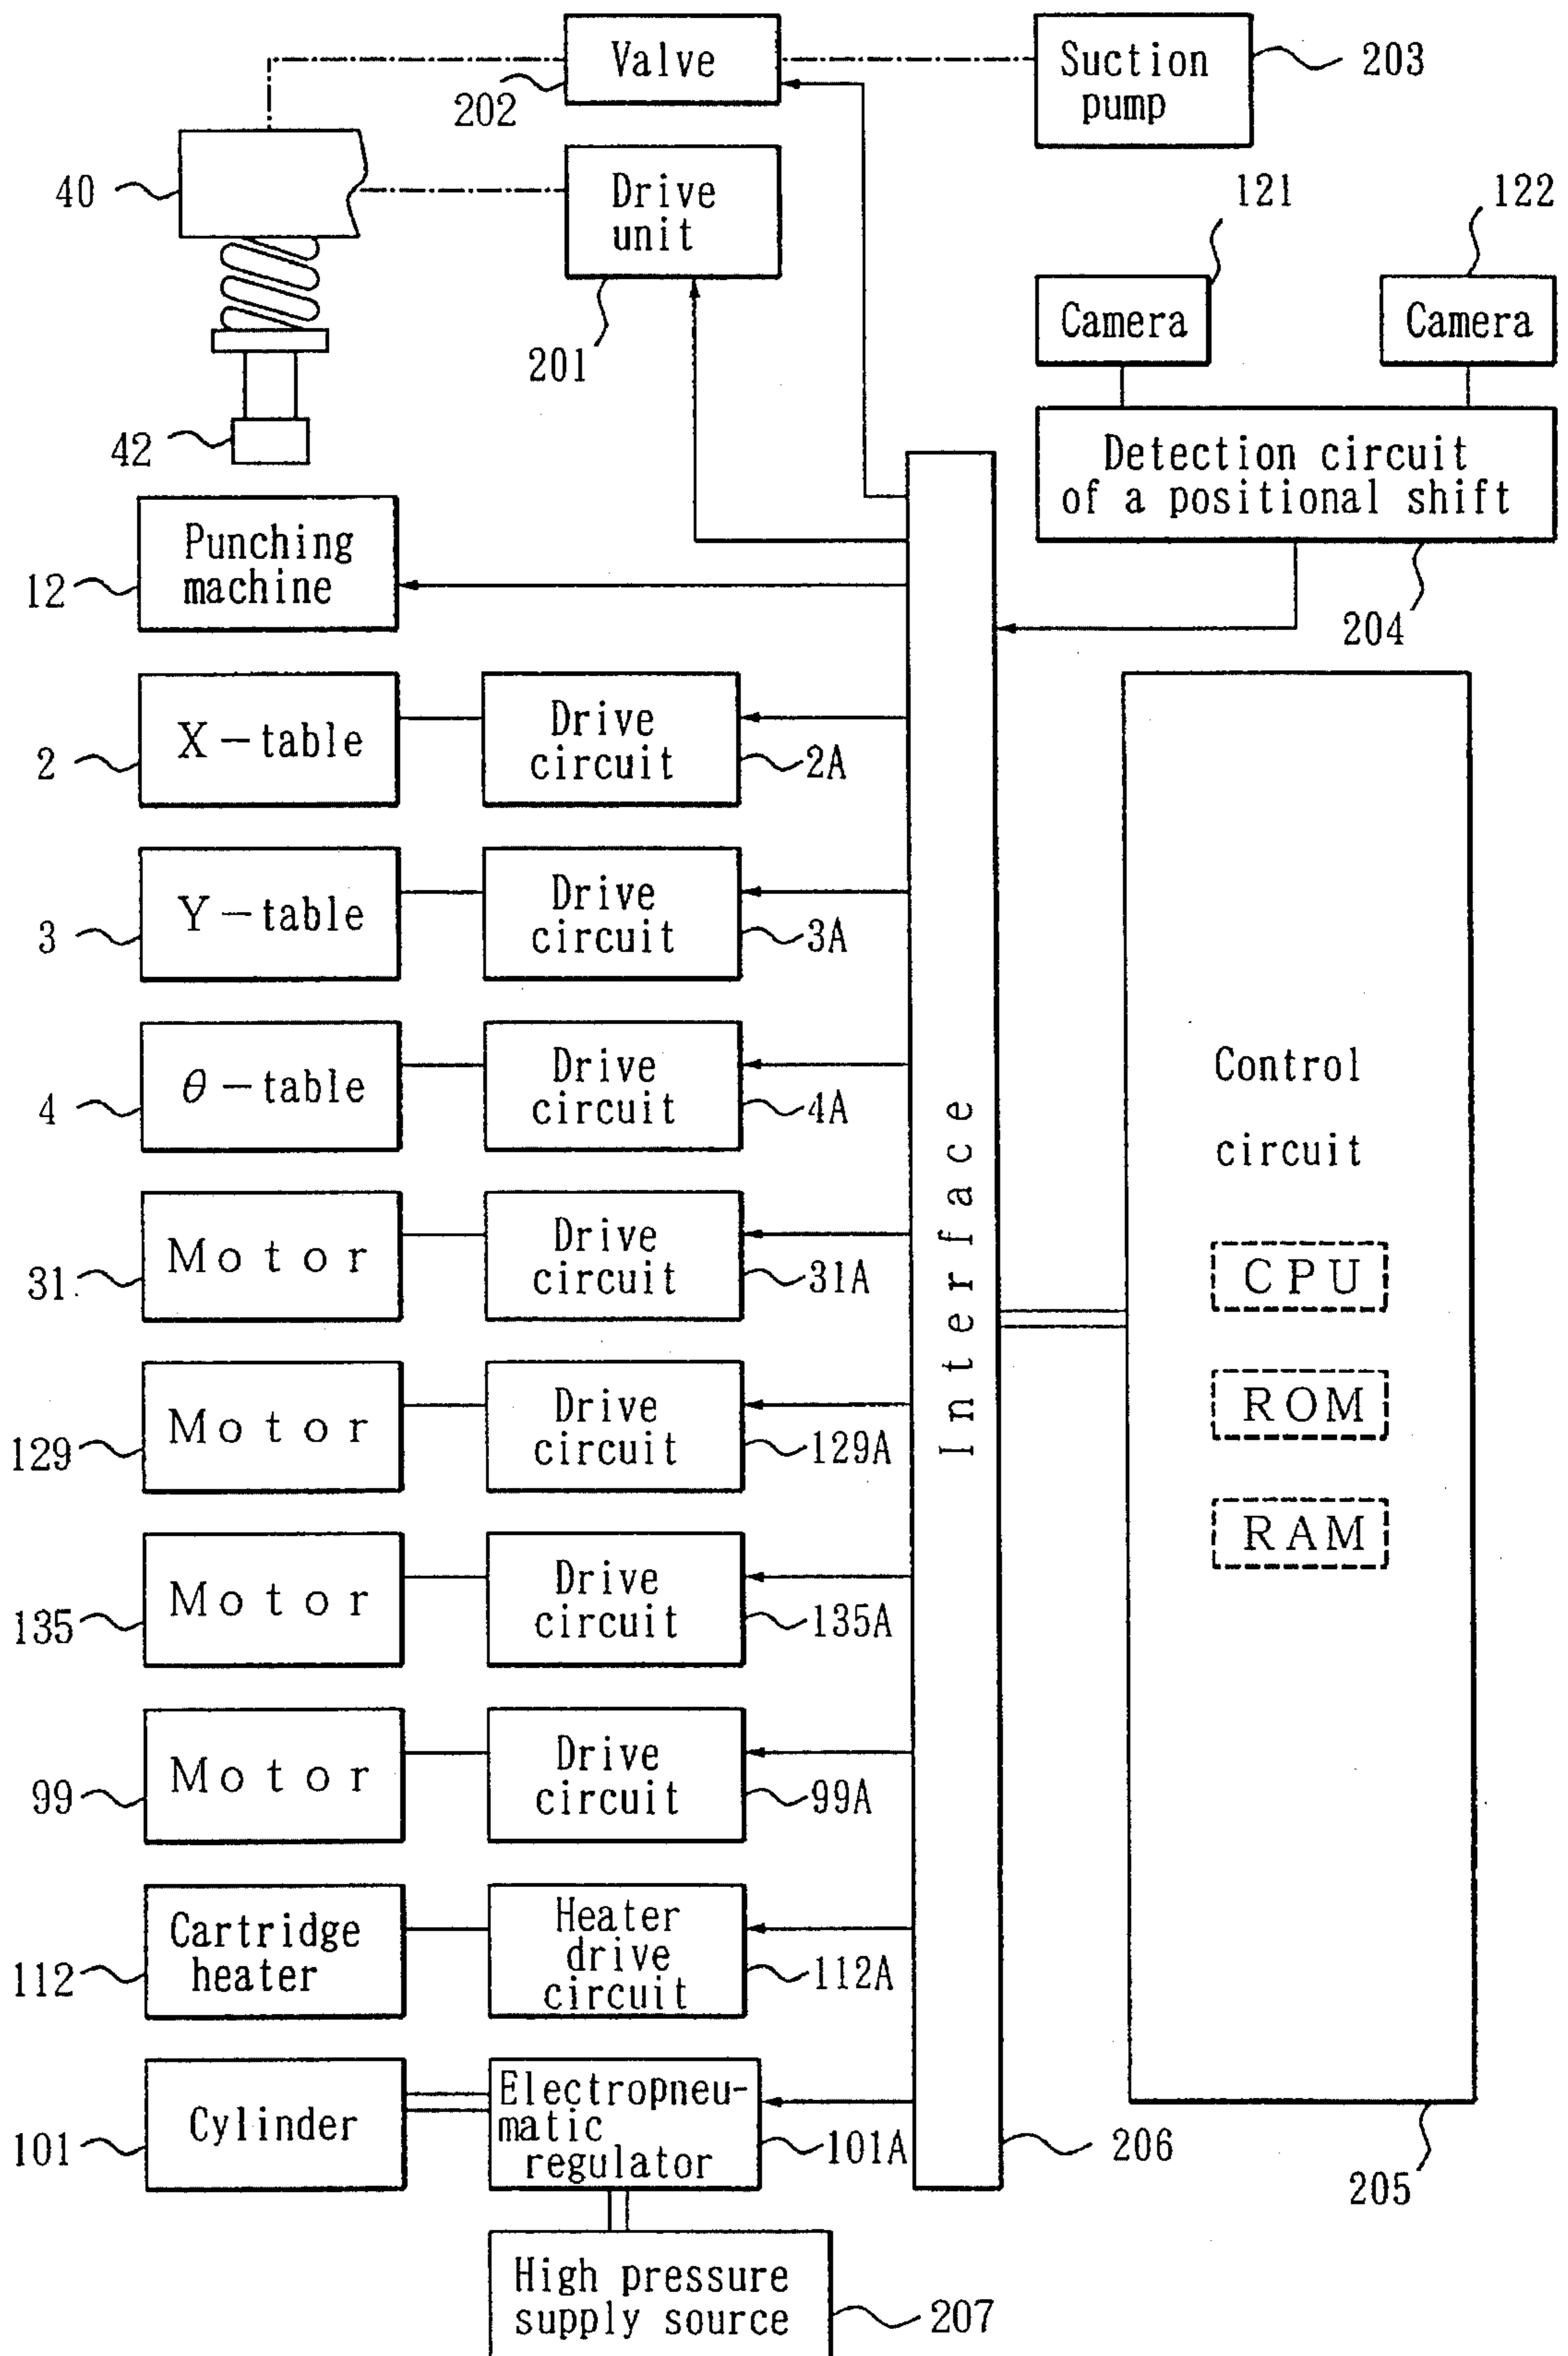 Valve
202
Suction
pump
203
40
Drive
unit
201
121
122
Camera
Camera
42
Detection circuit
of a positional shift
204
Punching
machine
12
X-table
2
Drive
circuit
2A
Y-table
3
Drive
circuit
3A
θ-table
4
Drive
circuit
4A
Motor
31
Drive
circuit
31A
Motor
129
Drive
circuit
129A
Motor
135
Drive
circuit
135A
Motor
99
Drive
circuit
99A
Cartridge
heater
112
Heater
drive
circuit
112A
Cylinder
101
Electropneu-
matic
regulator
101A
High pressure
supply source
207
Interface
206
Control
circuit
CPU
ROM
RAM
205